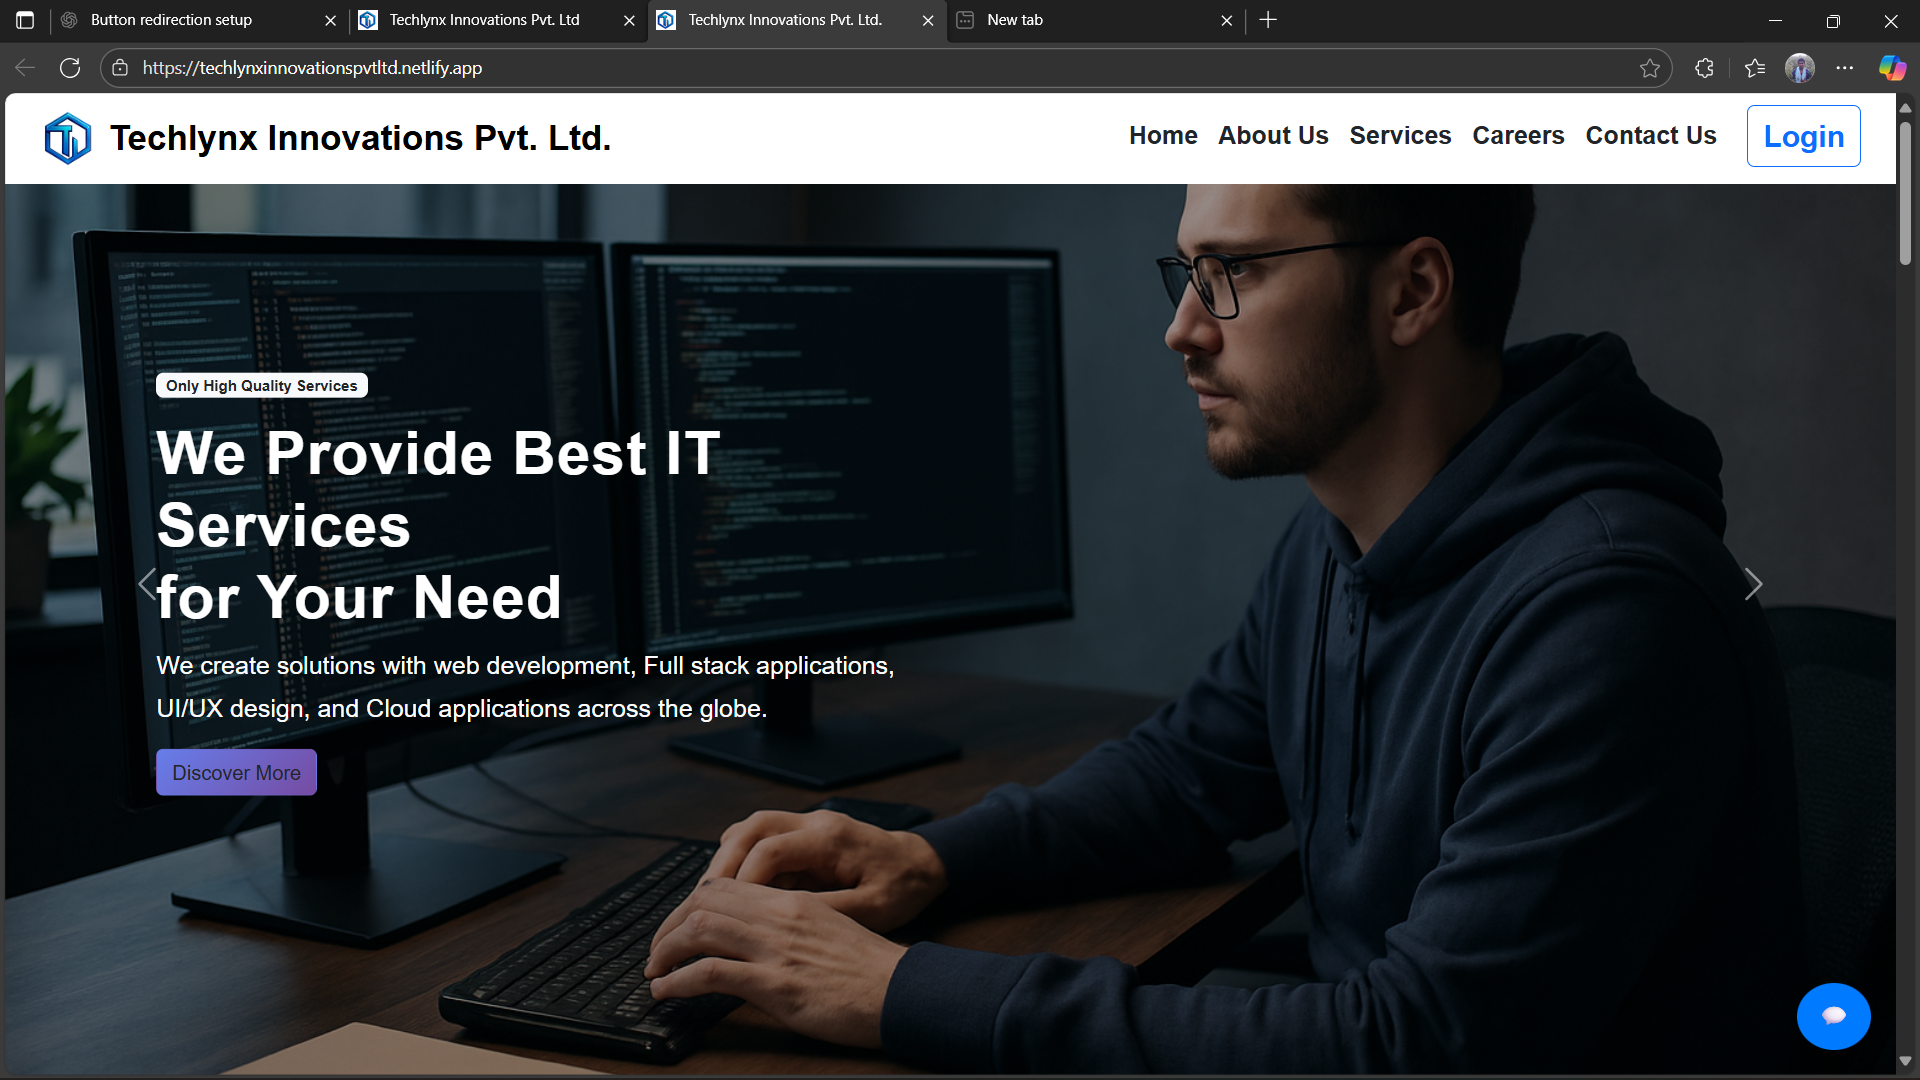 Button redirection setup
Techlynx Innovations Pvt. Ltd
Techlynx Innovations Pvt. Ltd.
New tab
https://techlynxinnovationspvtltd.netlify.app
Techlynx Innovations Pvt. Ltd.
Home About Us Services Careers Contact Us Login
Only High Quality Services
We Provide Best IT
Services
for Your Need
We create solutions with web development, Full stack applications,
UI/UX design, and Cloud applications across the globe.
Discover More